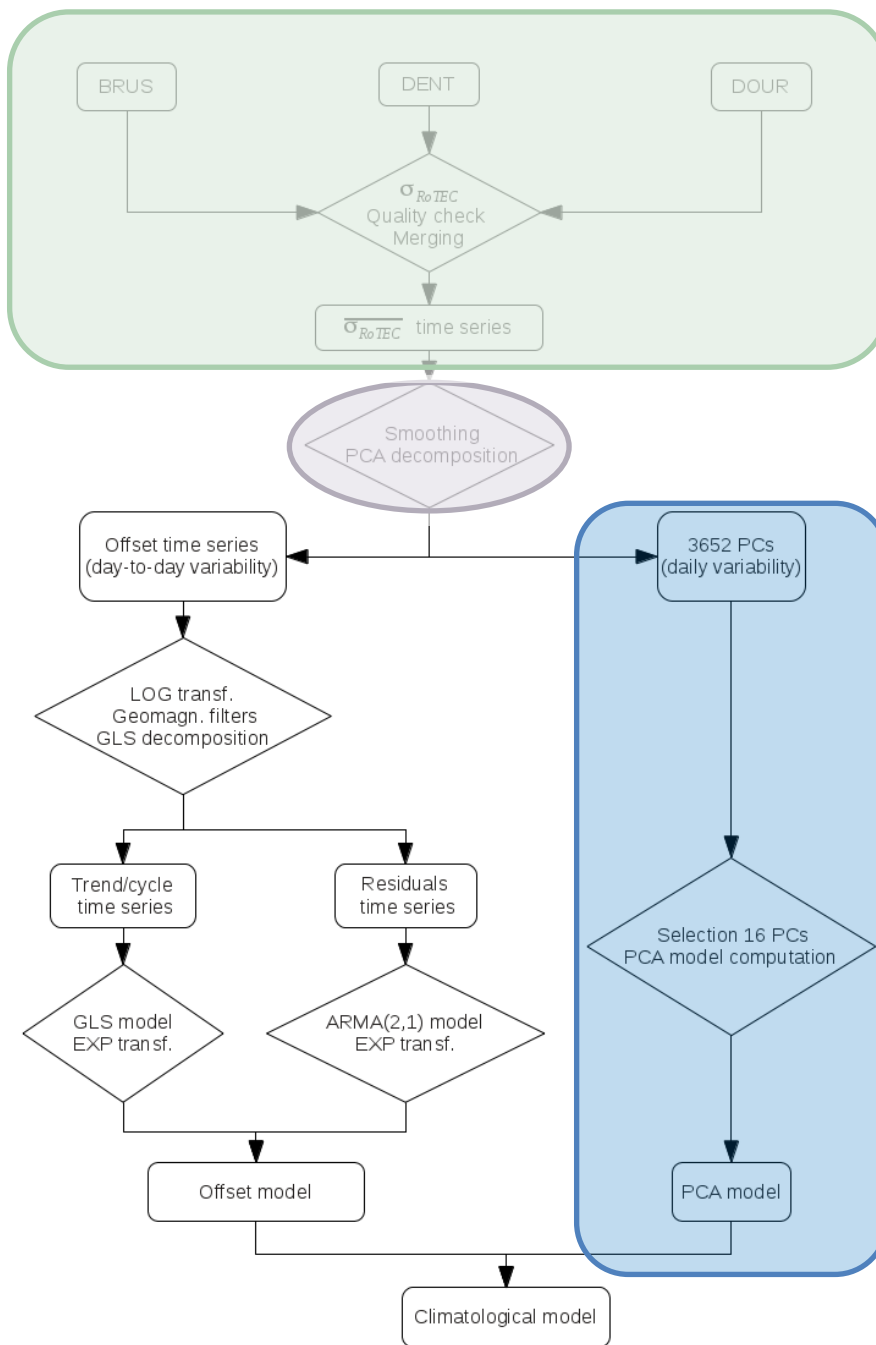 BRUS
DENT
DOUR
σ_RoTEC
Quality check
Merging
σ̅_RoTEC time series
Smoothing
PCA decomposition
Offset time series
(day-to-day variability)
3652 PCs
(daily variability)
LOG transf.
Geomagn. filters
GLS decomposition
Trend/cycle
time series
Residuals
time series
Selection 16 PCs
PCA model computation
GLS model
EXP transf.
ARMA(2,1) model
EXP transf.
Offset model
PCA model
Climatological model